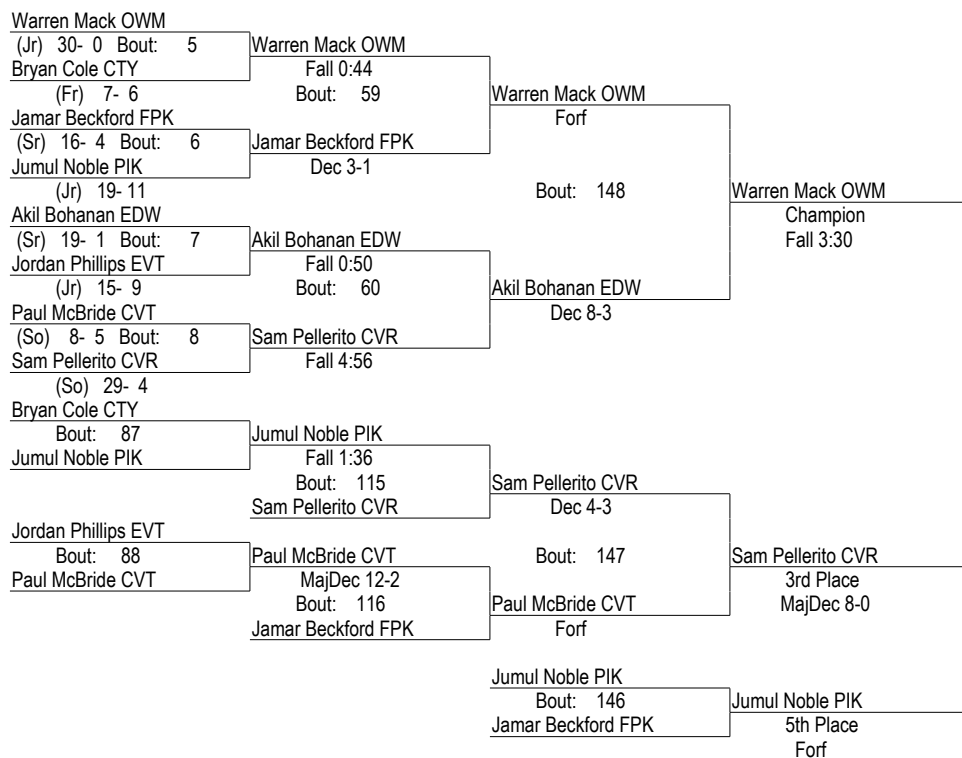 Warren Mack OWM
(Jr) 30- 0 Bout: 5 Warren Mack OWM
Bryan Cole CTY Fall 0:44
(Fr) 7- 6 Bout: 59 Warren Mack OWM
Jamar Beckford FPK Forf
(Sr) 16- 4 Bout: 6 Jamar Beckford FPK
Jumul Noble PIK Dec 3-1
(Jr) 19- 11 Bout: 148 Warren Mack OWM
Akil Bohanan EDW Champion
(Sr) 19- 1 Bout: 7 Akil Bohanan EDW Fall 3:30
Jordan Phillips EVT Fall 0:50
(Jr) 15- 9 Bout: 60 Akil Bohanan EDW
Paul McBride CVT Dec 8-3
(So) 8- 5 Bout: 8 Sam Pellerito CVR
Sam Pellerito CVR Fall 4:56
(So) 29- 4
Bryan Cole CTY
Bout: 87 Jumul Noble PIK
Jumul Noble PIK Fall 1:36
Bout: 115 Sam Pellerito CVR
Sam Pellerito CVR Dec 4-3
Jordan Phillips EVT
Bout: 88 Paul McBride CVT Bout: 147 Sam Pellerito CVR
Paul McBride CVT MajDec 12-2 3rd Place
Bout: 116 Paul McBride CVT MajDec 8-0
Jamar Beckford FPK Forf
Jumul Noble PIK
Bout: 146 Jumul Noble PIK
Jamar Beckford FPK 5th Place
Forf